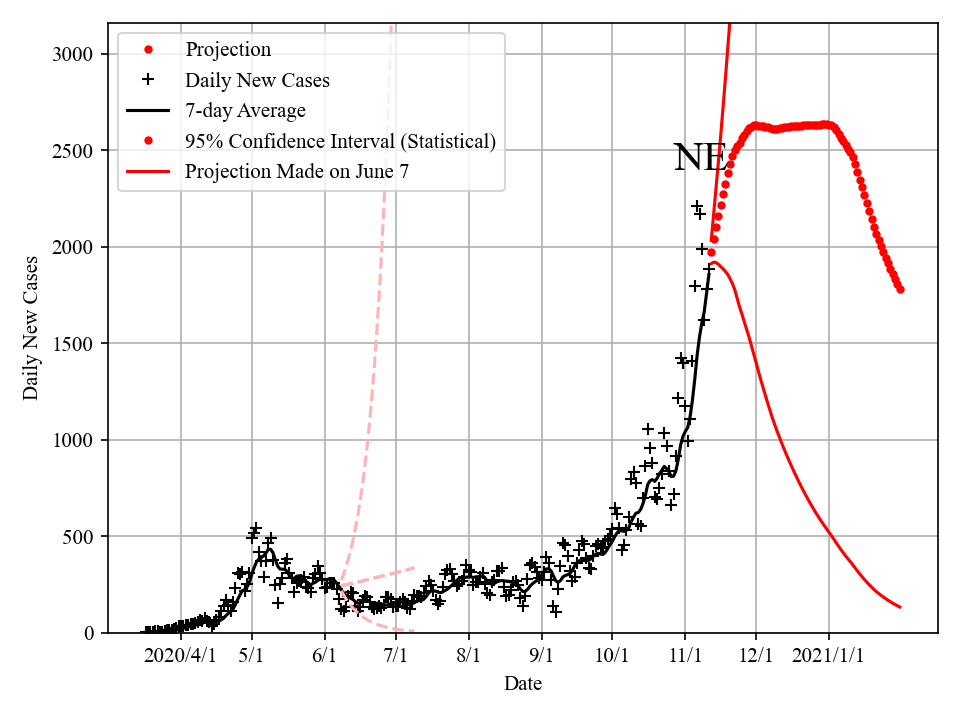 3000
2500
2000
1500
1000
500
0
Daily New Cases
Projection
Daily New Cases
7-day Average
95% Confidence Interval (Statistical)
Projection Made on June 7
NE
2020/4/1 5/1 6/1 7/1 8/1 9/1 10/1 11/1 12/1 2021/1/1
Date